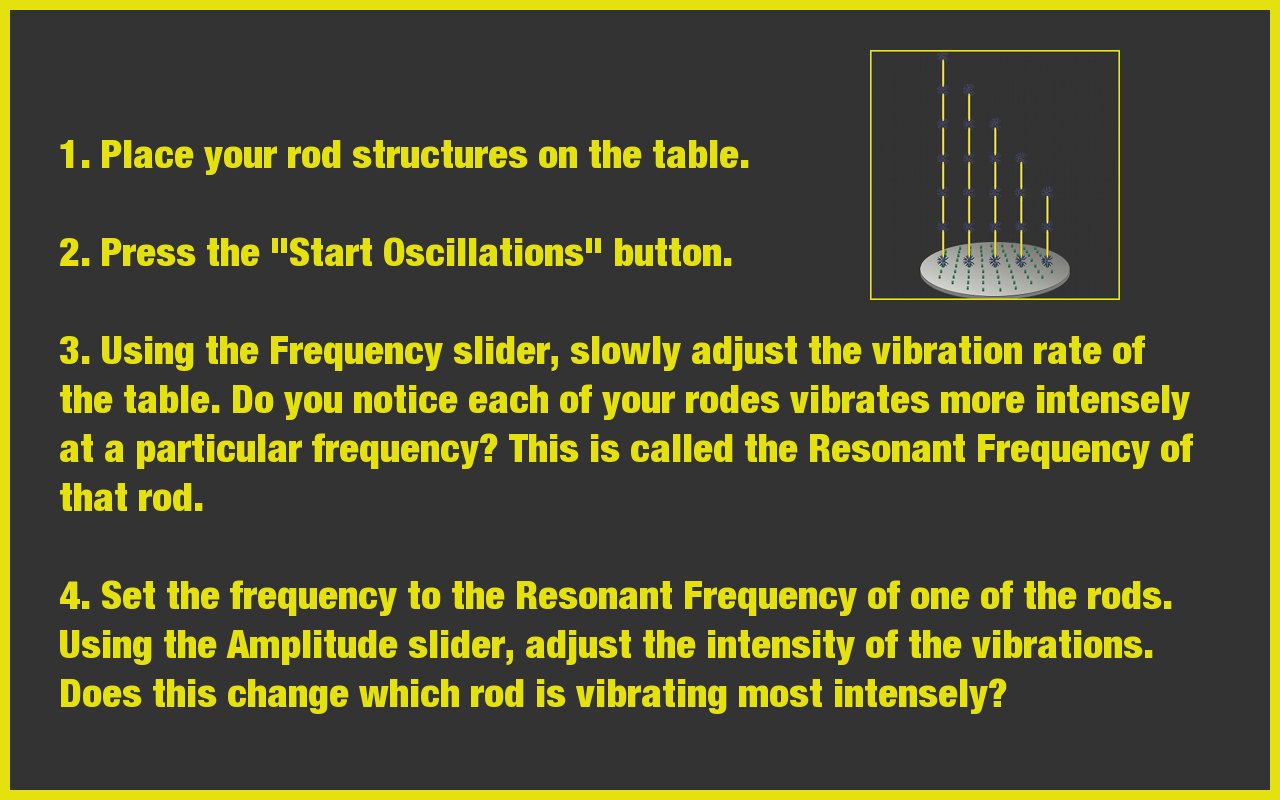 1. Place your rod structures on the table.
2. Press the "Start Oscillations" button.
3. Using the Frequency slider, slowly adjust the vibration rate of
the table. Do you notice each of your rodes vibrates more intensely
at a particular frequency? This is called the Resonant Frequency of
that rod.
4. Set the frequency to the Resonant Frequency of one of the rods.
Using the Amplitude slider, adjust the intensity of the vibrations.
Does this change which rod is vibrating most intensely?